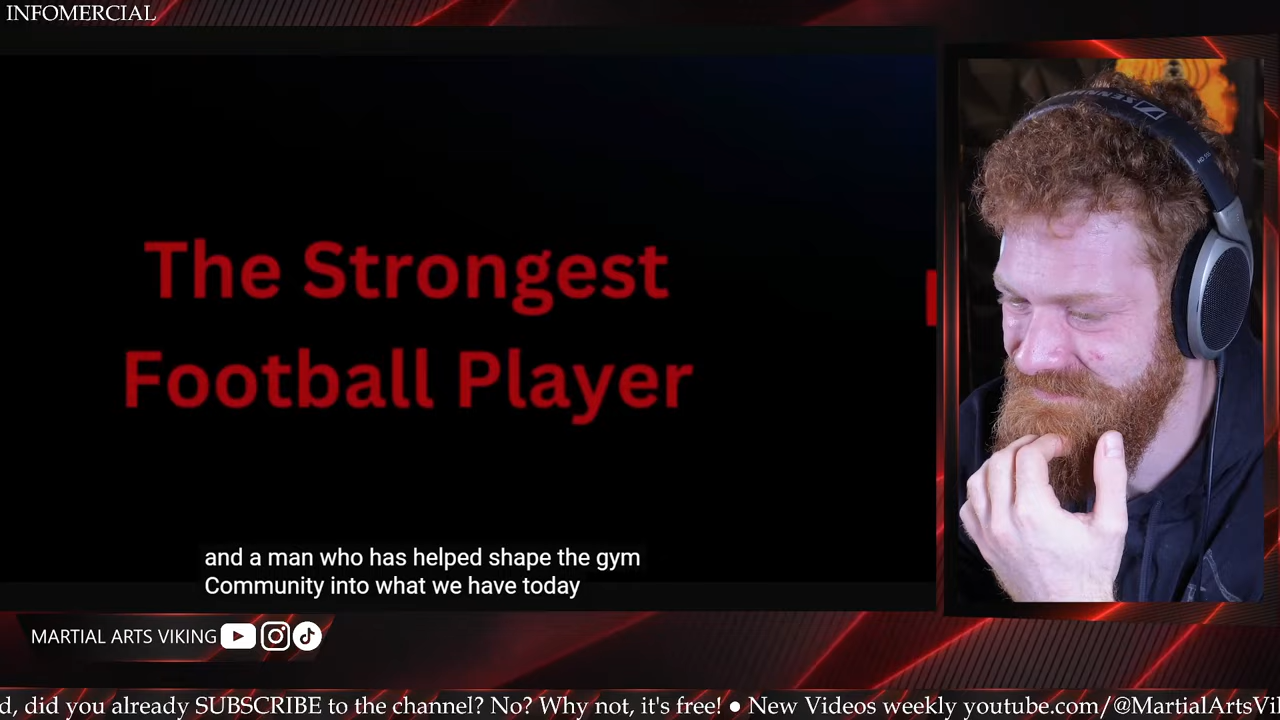 INFOMERCIAL
The Strongest
Football Player
and a man who has helped shape the gym
Community into what we have today
MARTIAL ARTS VIKING
d, did you already SUBSCRIBE to the channel? No? Why not, it's free! ● New Videos weekly youtube.com/@MartialArtsVi